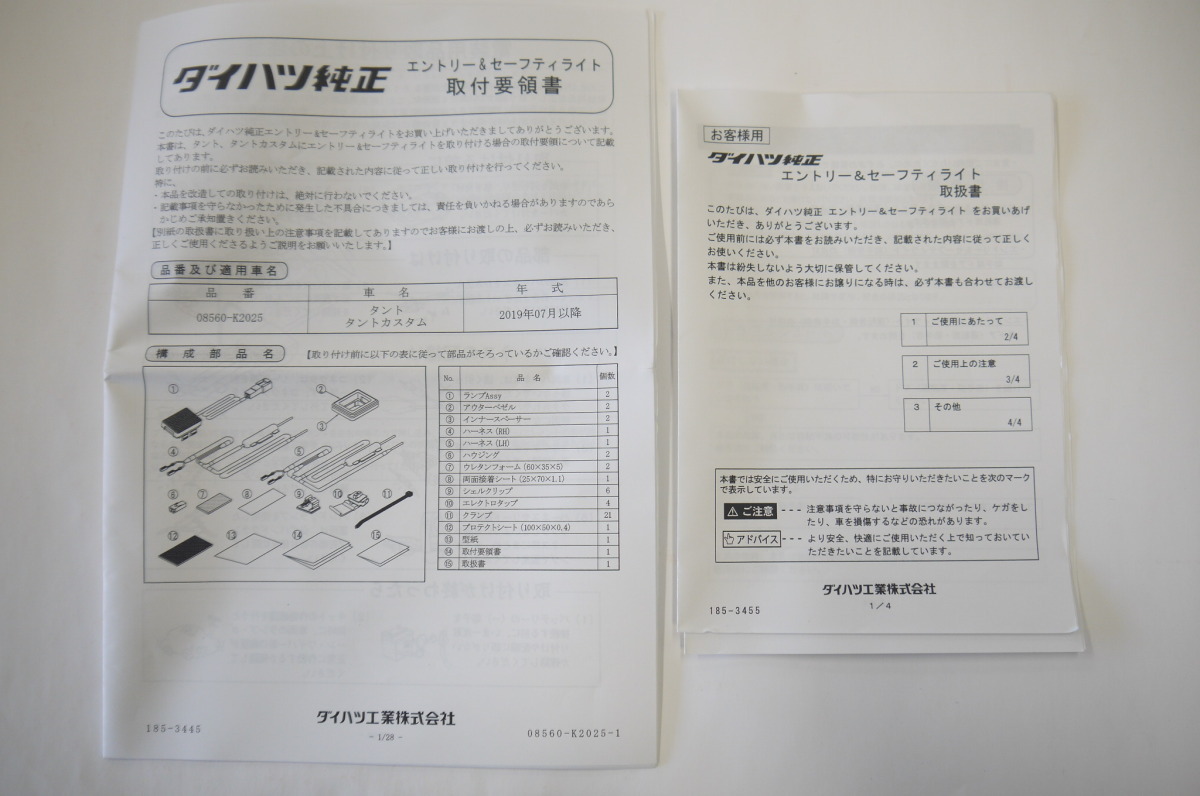 ダイハツ純正 エントリー&セーフティライト
取付要領書
このたびは、ダイハツ純正エントリー&セーフティライトをお買い上げいただきましてありがとうございます。
本書は、タント、タントカスタムにエントリー&セーフティライトを取り付ける場合の取付要領について記載
してあります。
取り付けの前に必ずお読みいただき、記載された内容に従って正しい取り付けを行ってください。
特に、
・本品を改造しての取り付けは、絶対に行わないでください。
・記載事項を守らなかったために発生した不具合につきましては、責任を負いかねる場合がありますのであら
かじめご承知置きください。
【別紙の取扱書に取り扱い上の注意事項を記載してありますのでお客様にお渡しの上、必ずお読みいただき、
正しくご使用くださるようご説明をお願いいたします。】
品番及び適用車名
品 番 車 名 年 式
08560-K2025 タント
タントカスタム 2019年07月以降
構成部品名 【取り付け前に以下の表に従って部品がそろっているかご確認ください。】
① ② ③ ④ ⑤ ⑥ ⑦ ⑧ ⑨ ⑩ ⑪ ⑫ ⑬ ⑭ ⑮
No. 品 名 個数
① ランプAssy 2
② アウターベゼル 2
③ インナースペーサー 2
④ ハーネス(RH) 1
⑤ ハーネス(LH) 1
⑥ ハウジング 2
⑦ ウレタンフォーム(60×35×5) 2
⑧ 両面接着シート(25×70×1.1) 1
⑨ シェルクリップ 6
⑩ エレクトロタップ 4
⑪ クランプ 21
⑫ プロテクトシート(100×50×0.4) 1
⑬ 型紙 1
⑭ 取付要領書 1
⑮ 取扱書 1
185-3445
ダイハツ工業株式会社
- 1/28 -
08560-K2025-1
お客様用
ダイハツ純正
エントリー&セーフティライト
取扱書
このたびは、ダイハツ純正 エントリー&セーフティライト をお買いあげ
いただき、ありがとうございます。
ご使用前には必ず本書をお読みいただき、記載された内容に従って正しく
お使いください。
本書は紛失しないよう大切に保管してください。
また、本品を他のお客様にお譲りになる時は、必ず本書も合わせてお渡し
ください。
1 ご使用にあたって
2/4
2 ご使用上の注意
3/4
3 その他
4/4
本書では安全にご使用いただくため、特にお守りいただきたいことを次のマーク
で表示しています。
ご注意 --- 注意事項を守らないと事故につながったり、ケガをし
たり、車を損傷するなどの恐れがあります。
アドバイス --- より安全、快適にご使用いただく上で知っておいてい
ただきたいことを記載しています。
ダイハツ工業株式会社
1/4
185-3455